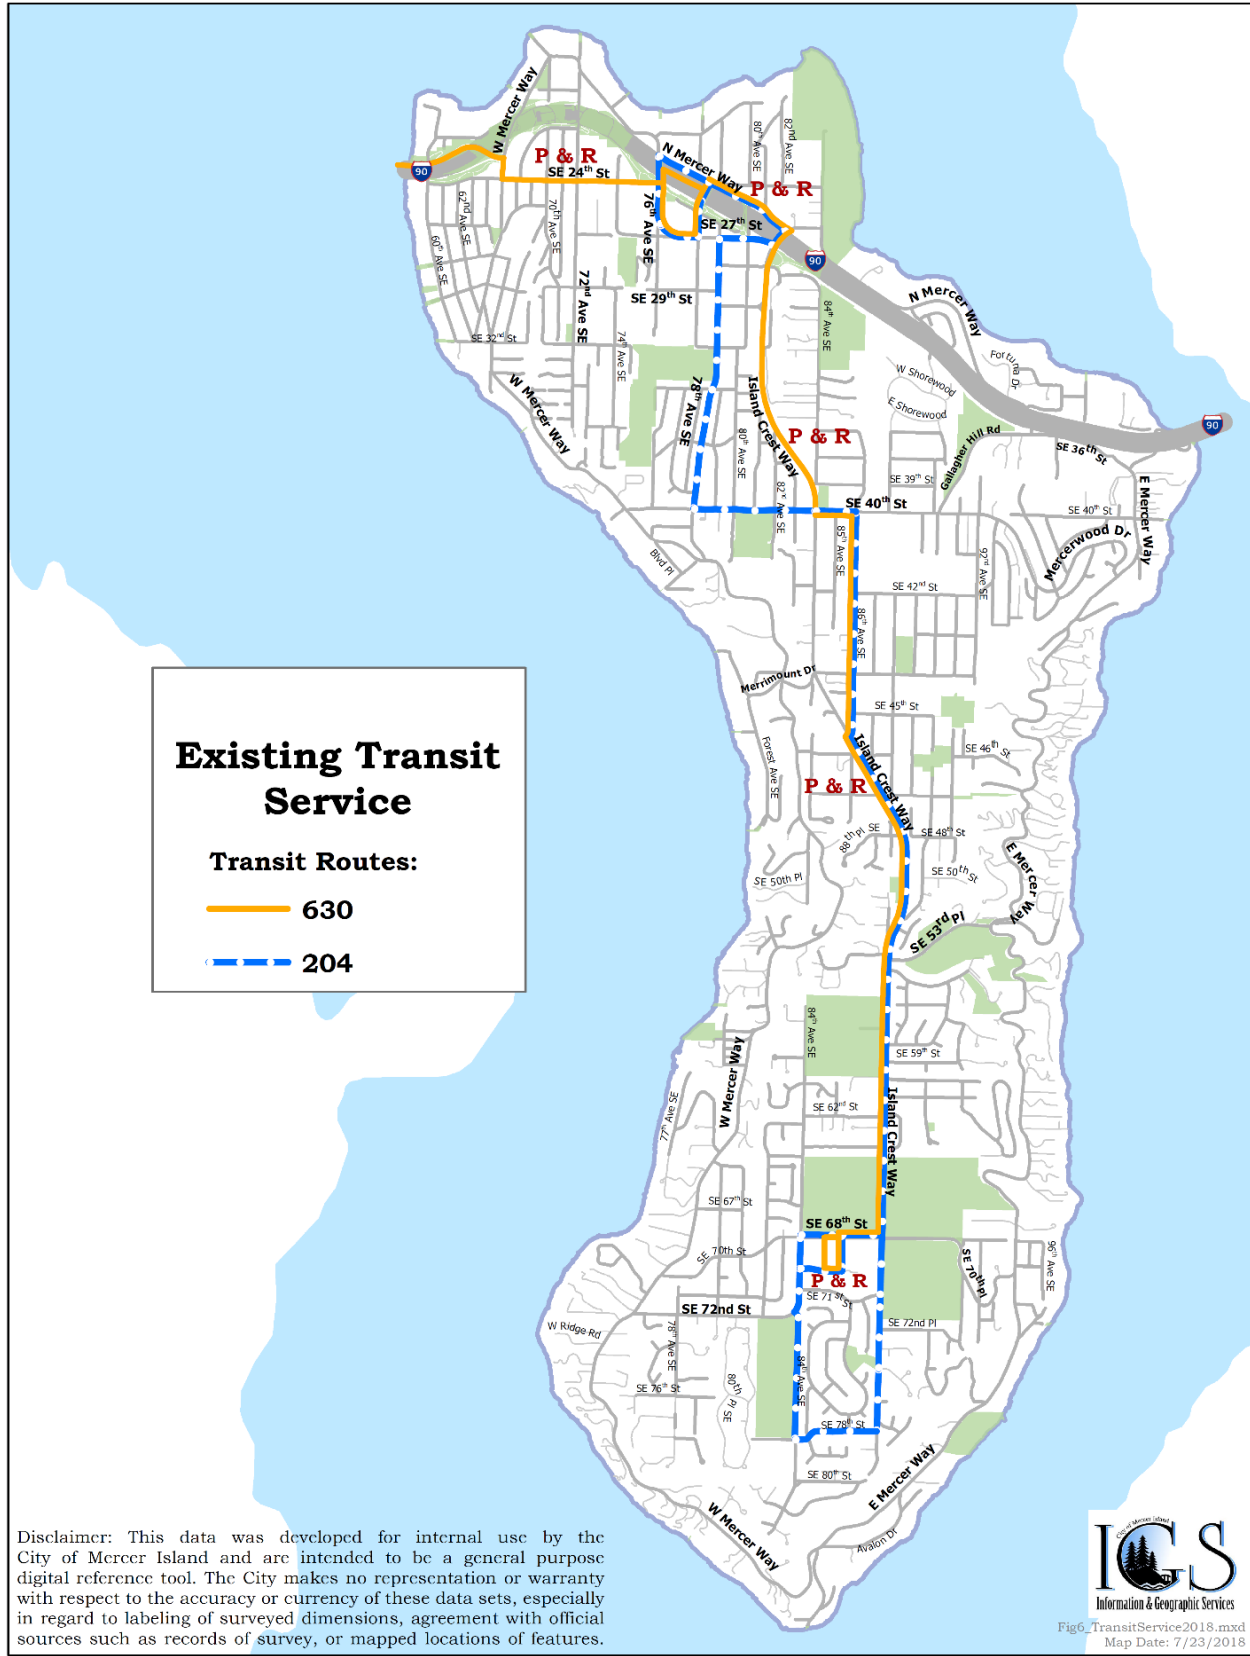 W Mercer Way
N Mercer Way
80th Ave SE
82nd Ave SE
P & R
SE 24th St
P & R
90
62nd Ave SE
60th Ave SE
70th Ave SE
76th Ave SE
SE 27th St
90
72nd Ave SE
SE 29th St
N Mercer Way
84th Ave SE
SE 32nd St
74th Ave SE
Fortuna Dr
W Shorewood
E Shorewood
W Mercer Way
78th Ave SE
Island Crest Way
80th Ave SE
P & R
Gallagher Hill Rd
90
SE 36th St
SE 39th St
82nd Ave SE
SE 40th St
SE 40th St
E Mercer Way
Mercerwood Dr
85th Ave SE
92nd Ave SE
Blvd Pl
SE 42nd St
86th Ave SE
Merrimount Dr
SE 45th St
Existing Transit
Service
Transit Routes:
630
204
Forest Ave SE
Island Crest Way
SE 46th St
P & R
88th Pl SE
SE 48th St
SE 50th Pl
SE 50th St
E Mercer Way
SE 53rd Pl
84th Ave SE
W Mercer Way
SE 59th St
77th Ave SE
SE 62nd St
Island Crest Way
SE 67th St
SE 68th St
SE 70th St
SE 70th Pl
96th Ave SE
P & R
SE 71st St
SE 72nd St
SE 72nd Pl
W Ridge Rd
78th Ave SE
84th Ave SE
SE 76th St
80th Pl SE
SE 78th St
SE 80th St
E Mercer Way
W Mercer Way
Avalon Dr
Disclaimer: This data was developed for internal use by the
City of Mercer Island and are intended to be a general purpose
digital reference tool. The City makes no representation or warranty
with respect to the accuracy or currency of these data sets, especially
in regard to labeling of surveyed dimensions, agreement with official
sources such as records of survey, or mapped locations of features.
City of Mercer Island
IGS
Information & Geographic Services
Fig6_TransitService2018.mxd
Map Date: 7/23/2018